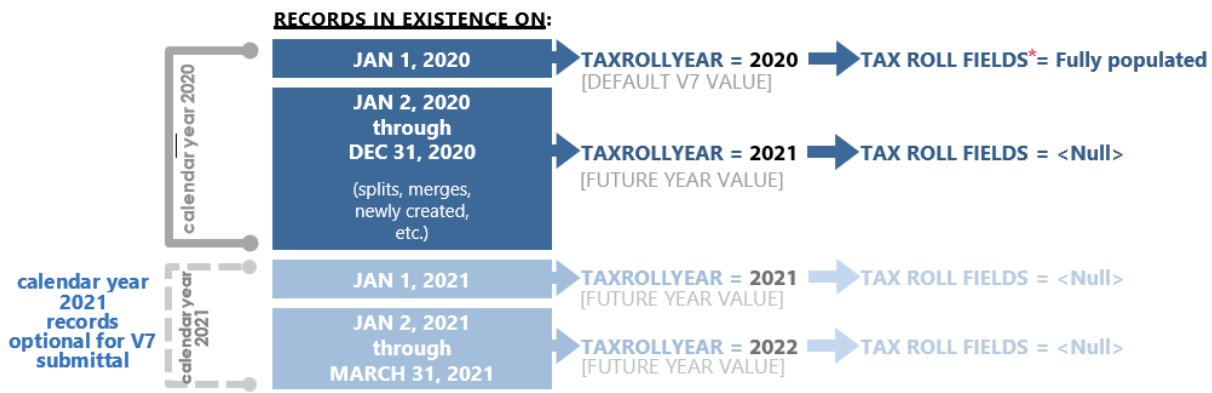 RECORDS IN EXISTENCE ON:
JAN 1, 2020
TAXROLLYEAR = 2020
[DEFAULT V7 VALUE]
TAX ROLL FIELDS*= Fully populated
calendar year 2020
JAN 2, 2020
through
DEC 31, 2020
(splits, merges,
newly created,
etc.)
TAXROLLYEAR = 2021
[FUTURE YEAR VALUE]
TAX ROLL FIELDS = <Null>
calendar year
2021
records
optional for V7
submittal
calendar year
2021
JAN 1, 2021
TAXROLLYEAR = 2021
[FUTURE YEAR VALUE]
TAX ROLL FIELDS = <Null>
JAN 2, 2021
through
MARCH 31, 2021
TAXROLLYEAR = 2022
[FUTURE YEAR VALUE]
TAX ROLL FIELDS = <Null>